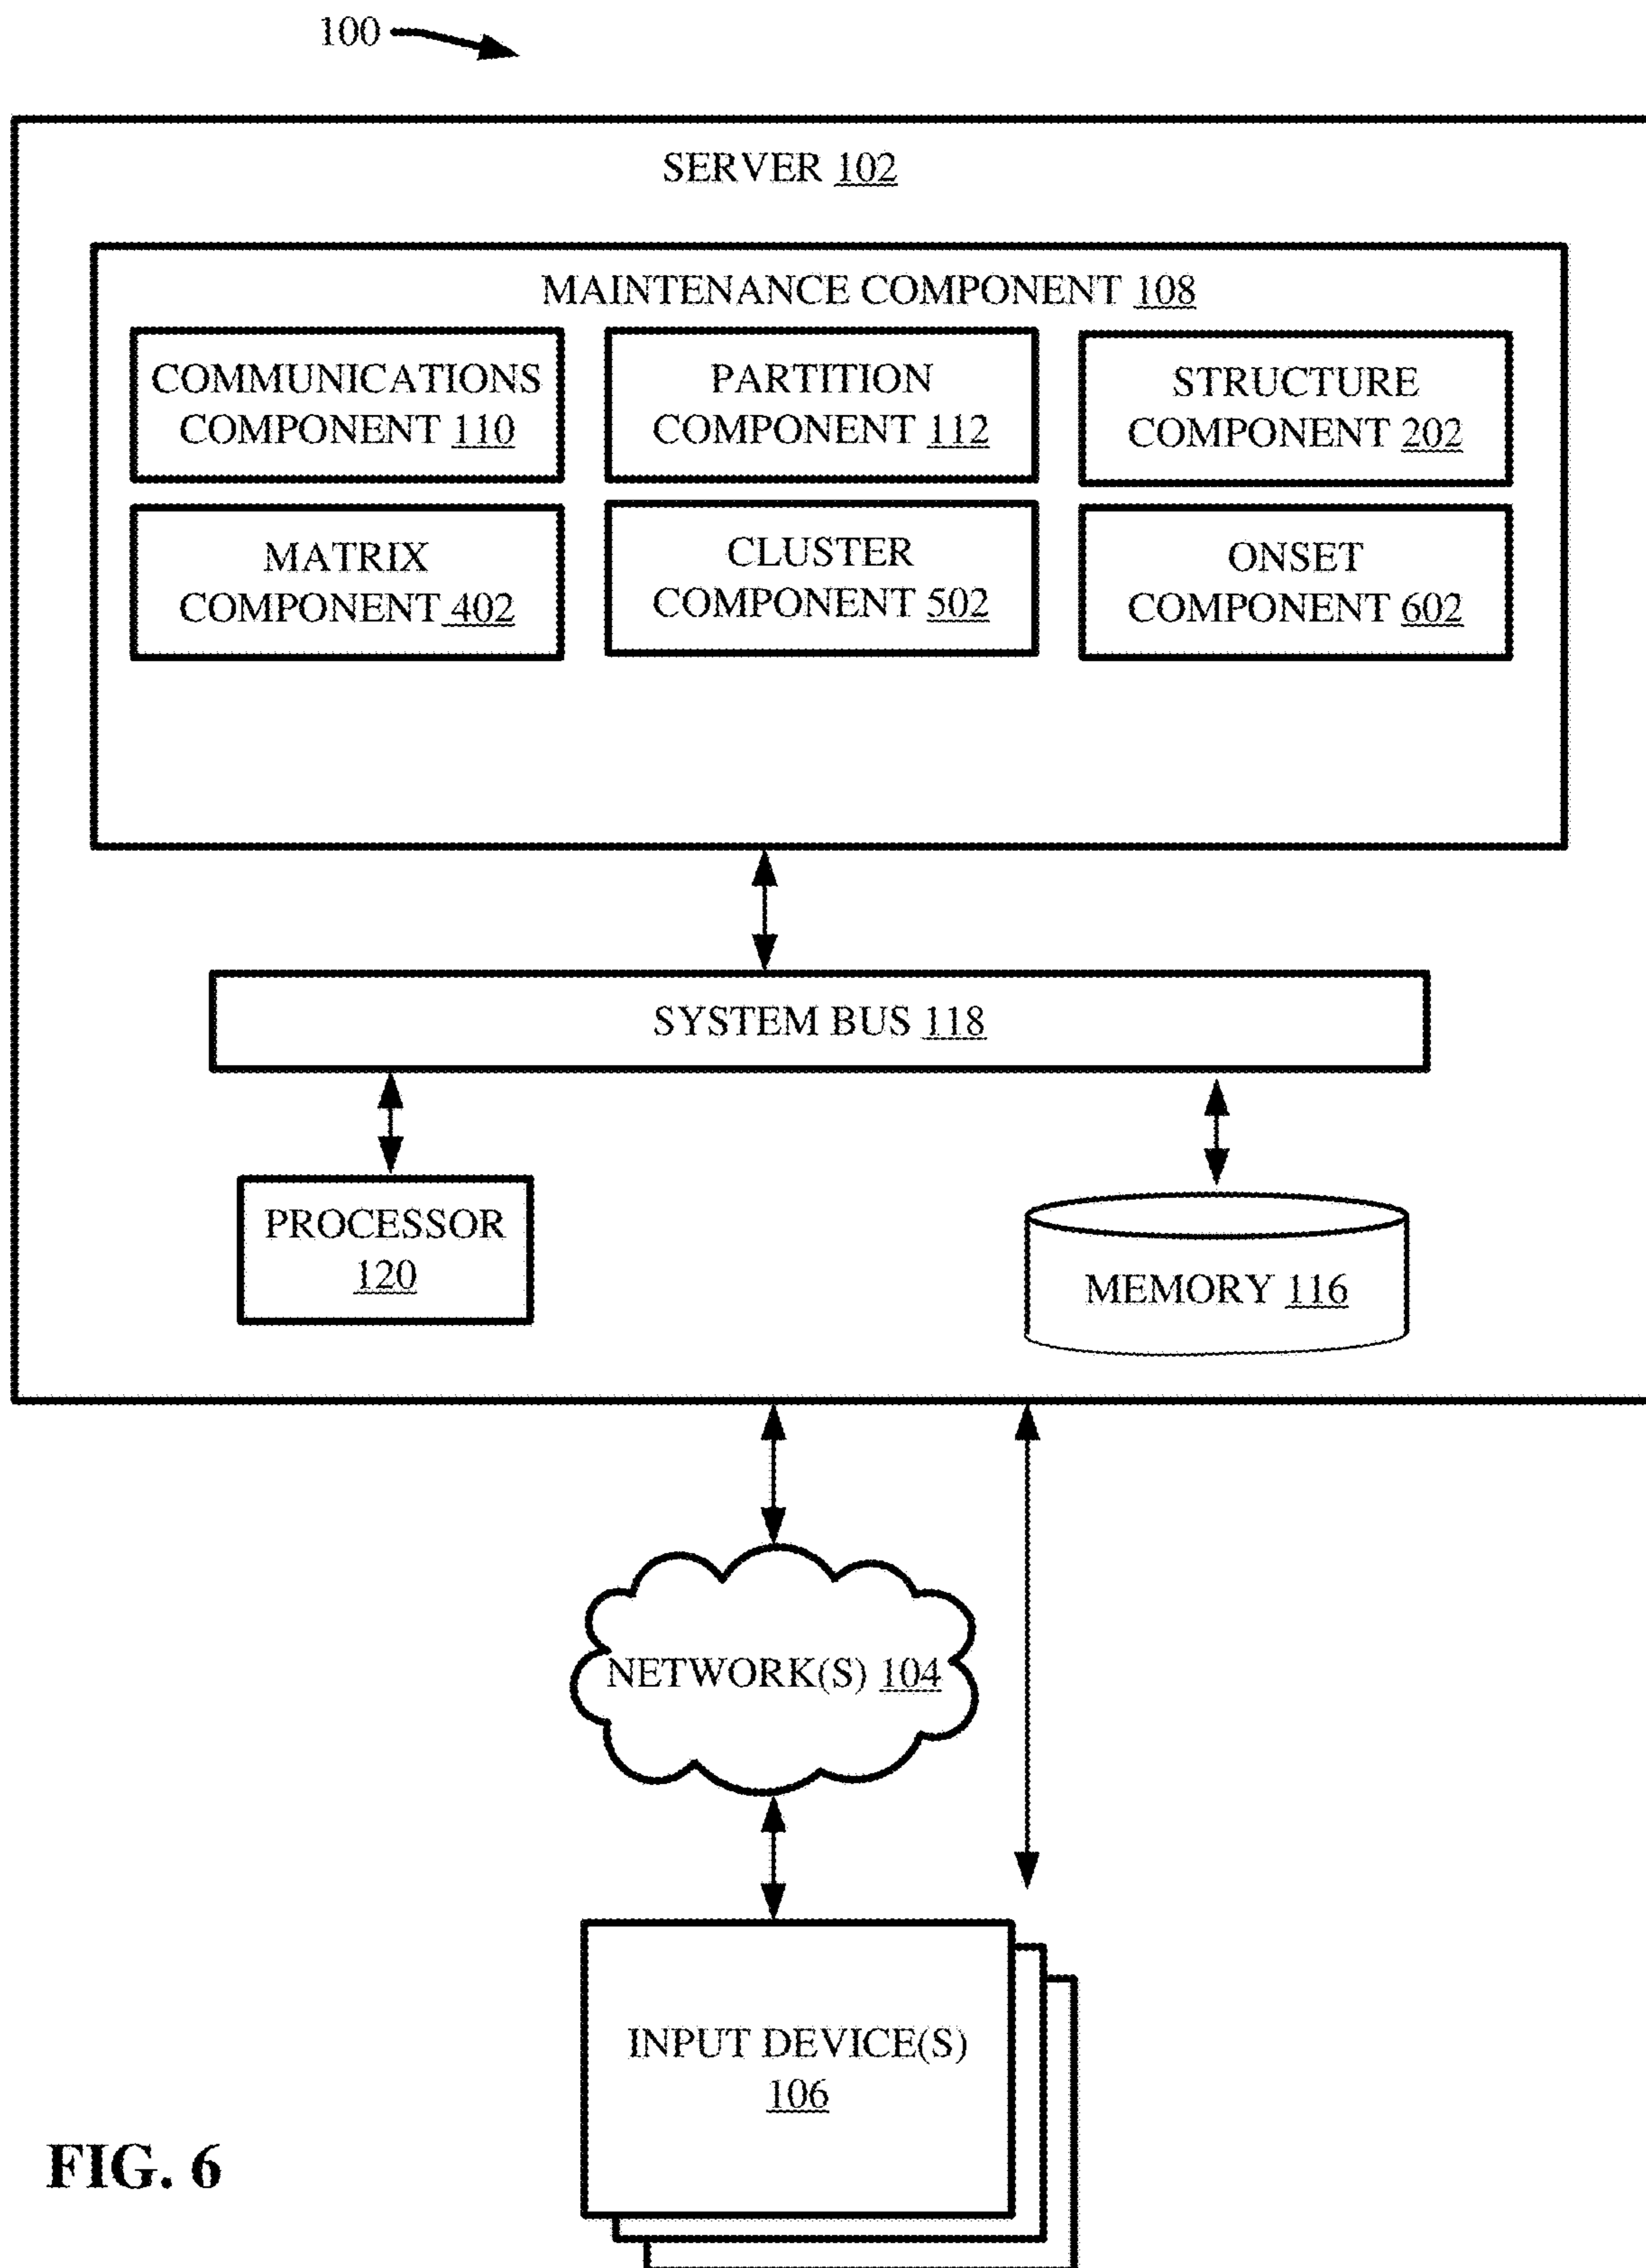 100
SERVER 102
MAINTENANCE COMPONENT 108
COMMUNICATIONS
COMPONENT 110
PARTITION
COMPONENT 112
STRUCTURE
COMPONENT 202
MATRIX
COMPONENT 402
CLUSTER
COMPONENT 502
ONSET
COMPONENT 602
SYSTEM BUS 118
PROCESSOR
120
MEMORY 116
NETWORK(S) 104
INPUT DEVICE(S)
106
FIG. 6